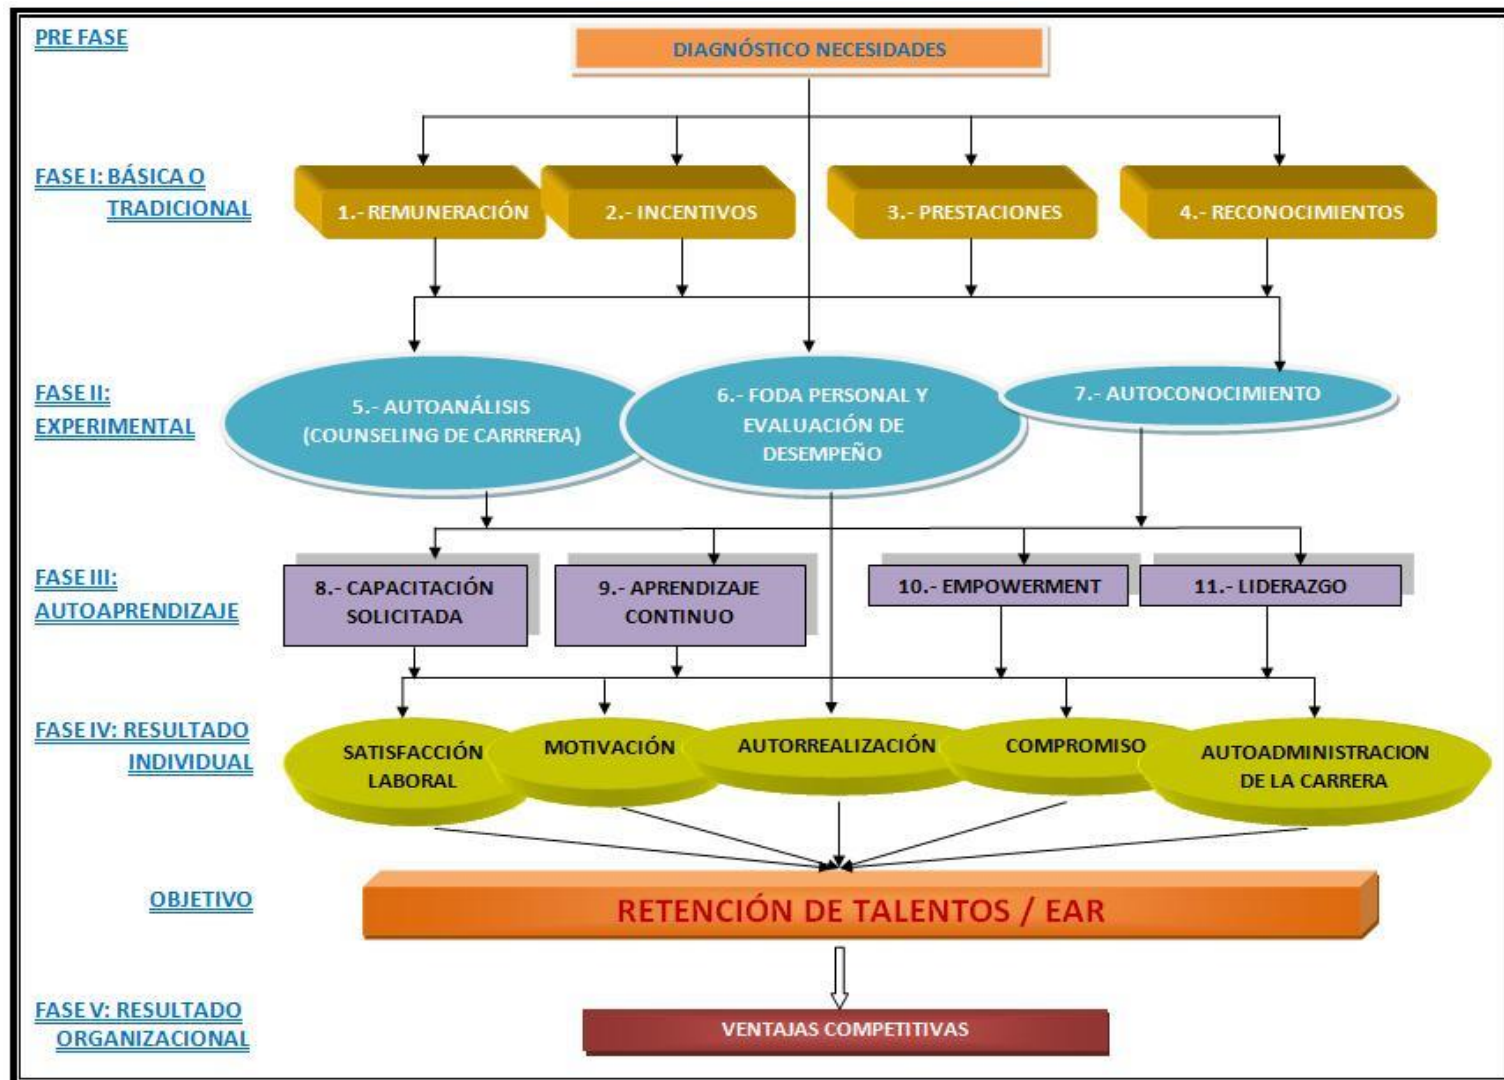 PRE FASE
DIAGNÓSTICO NECESIDADES
FASE I: BÁSICA O
TRADICIONAL
1.- REMUNERACIÓN
2.- INCENTIVOS
3.- PRESTACIONES
4.- RECONOCIMIENTOS
FASE II:
EXPERIMENTAL
5.- AUTOANÁLISIS
(COUNSELING DE CARRRERA)
6.- FODA PERSONAL Y
EVALUACIÓN DE
DESEMPEÑO
7.- AUTOCONOCIMIENTO
FASE III:
AUTOAPRENDIZAJE
8.- CAPACITACIÓN
SOLICITADA
9.- APRENDIZAJE
CONTINUO
10.- EMPOWERMENT
11.- LIDERAZGO
FASE IV: RESULTADO
INDIVIDUAL
SATISFACCIÓN
LABORAL
MOTIVACIÓN
AUTORREALIZACIÓN
COMPROMISO
AUTOADMINISTRACION
DE LA CARRERA
OBJETIVO
RETENCIÓN DE TALENTOS / EAR
FASE V: RESULTADO
ORGANIZACIONAL
VENTAJAS COMPETITIVAS